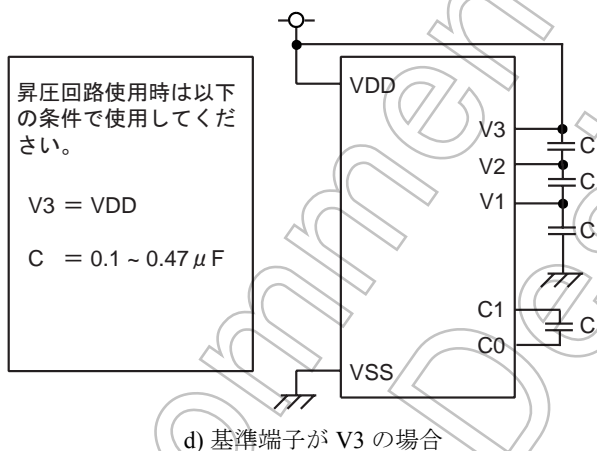 昇圧回路使用時は以下
の条件で使用してくだ
さい。
V3 = VDD
C = 0.1 ~ 0.47 μ F
VDD
V3
V2
V1
C1
C0
VSS
C
C
C
C
d) 基準端子が V3 の場合